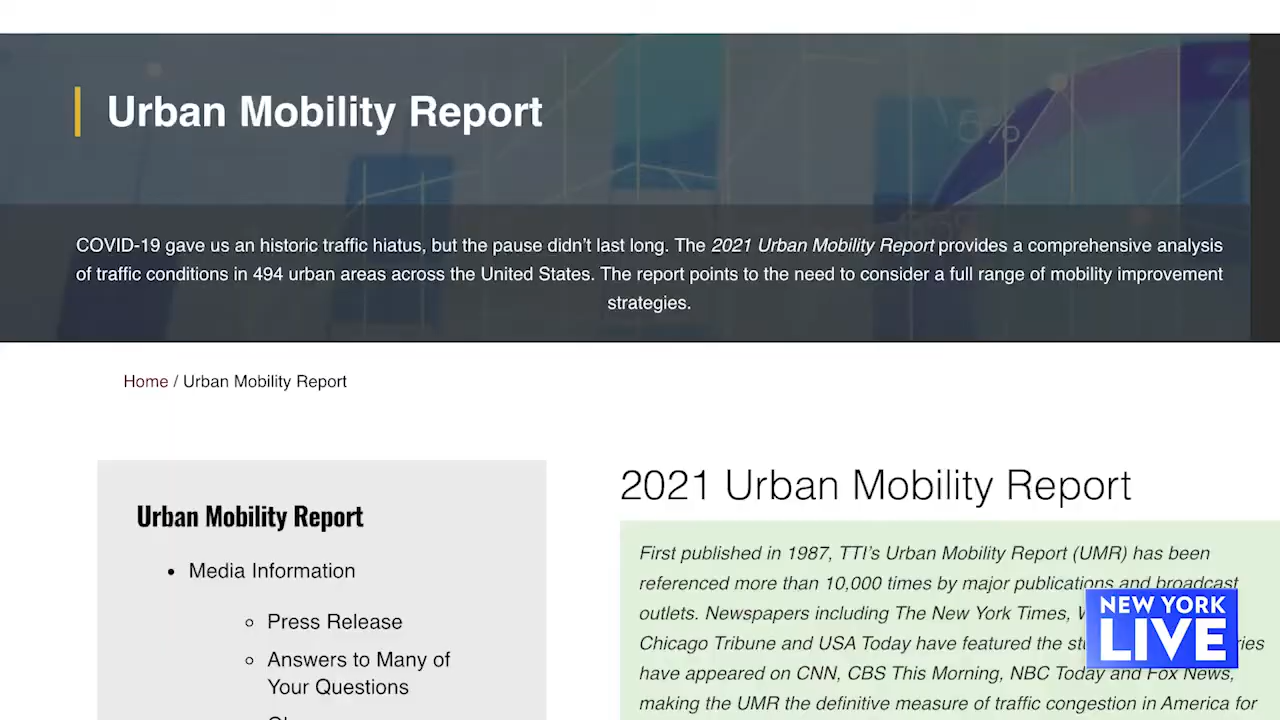 Urban Mobility Report
5%
COVID-19 gave us an historic traffic hiatus, but the pause didn't last long. The 2021 Urban Mobility Report provides a comprehensive analysis
of traffic conditions in 494 urban areas across the United States. The report points to the need to consider a full range of mobility improvement
strategies.
Home / Urban Mobility Report
Urban Mobility Report
• Media Information
◦ Press Release
◦ Answers to Many of
Your Questions
2021 Urban Mobility Report
First published in 1987, TTI's Urban Mobility Report (UMR) has been
referenced more than 10,000 times by major publications and broadcast
outlets. Newspapers including The New York Times,
Chicago Tribune and USA Today have featured the
have appeared on CNN, CBS This Morning, NBC Today and Fox News,
making the UMR the definitive measure of traffic congestion in America for
NEW YORK
LIVE